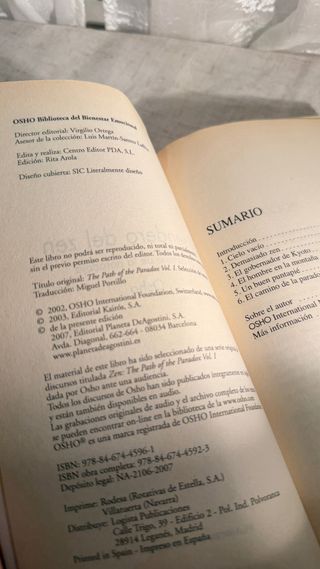 OSHO Biblioteca del Bienestar Emocional
Director editorial: Virgilio Ortega
Asesor de la colección: Luis Martín-Santos
Edita y realiza: Centro Editor PDA, S.L.
Edición: Rita Arola
Diseño cubierta: SIC Literalmente diseño
Este libro no podrá ser reproducido, ni total ni parcialmente,
sin el previo permiso escrito del editor. Todos los derechos
Título original: The Path of the Paradox Vol. I. Selección de
Traducción: Miguel Portillo
© 2002, OSHO International Foundation, Switzerland, www.
© 2003, Editorial Kairós, S.A.
© de la presente edición
2007, Editorial Planeta DeAgostini, S.A.
Avda. Diagonal, 662-664 - 08034 Barcelona
www.planetadeagostini.es
El material de este libro ha sido seleccionado de una serie
discursos titulada Zen: The Path of the Paradox Vol. I
dada por Osho ante una audiencia.
Todos los discursos de Osho han sido publicados íntegramente
y están también disponibles en audio.
Las grabaciones originales de audio y el archivo completo de
se pueden encontrar on-line en la biblioteca de la www.osho.com
OSHO® es una marca registrada de OSHO International
ISBN: 978-84-674-4596-1
ISBN obra completa: 978-84-674-4592-3
Depósito legal: NA-2106-2007
Imprime: Rodesa (Rotativas de Estella, S.A.)
Villatuerta (Navarra)
Distribuye: Logista Publicaciones
Calle Trigo, 39 - Edificio 2 - Pol. Ind. Polvoranca
28914 Leganés, Madrid
Printed in Spain - Impreso en España
SUMARIO
Introducción
1. Cielo vacío
2. Demasiado zen
3. El gobernador de Kyoto
4. El hombre en la montaña
5. Un buen puntapié
6. El camino de la parado
Sobre el autor
OSHO International M
Más información